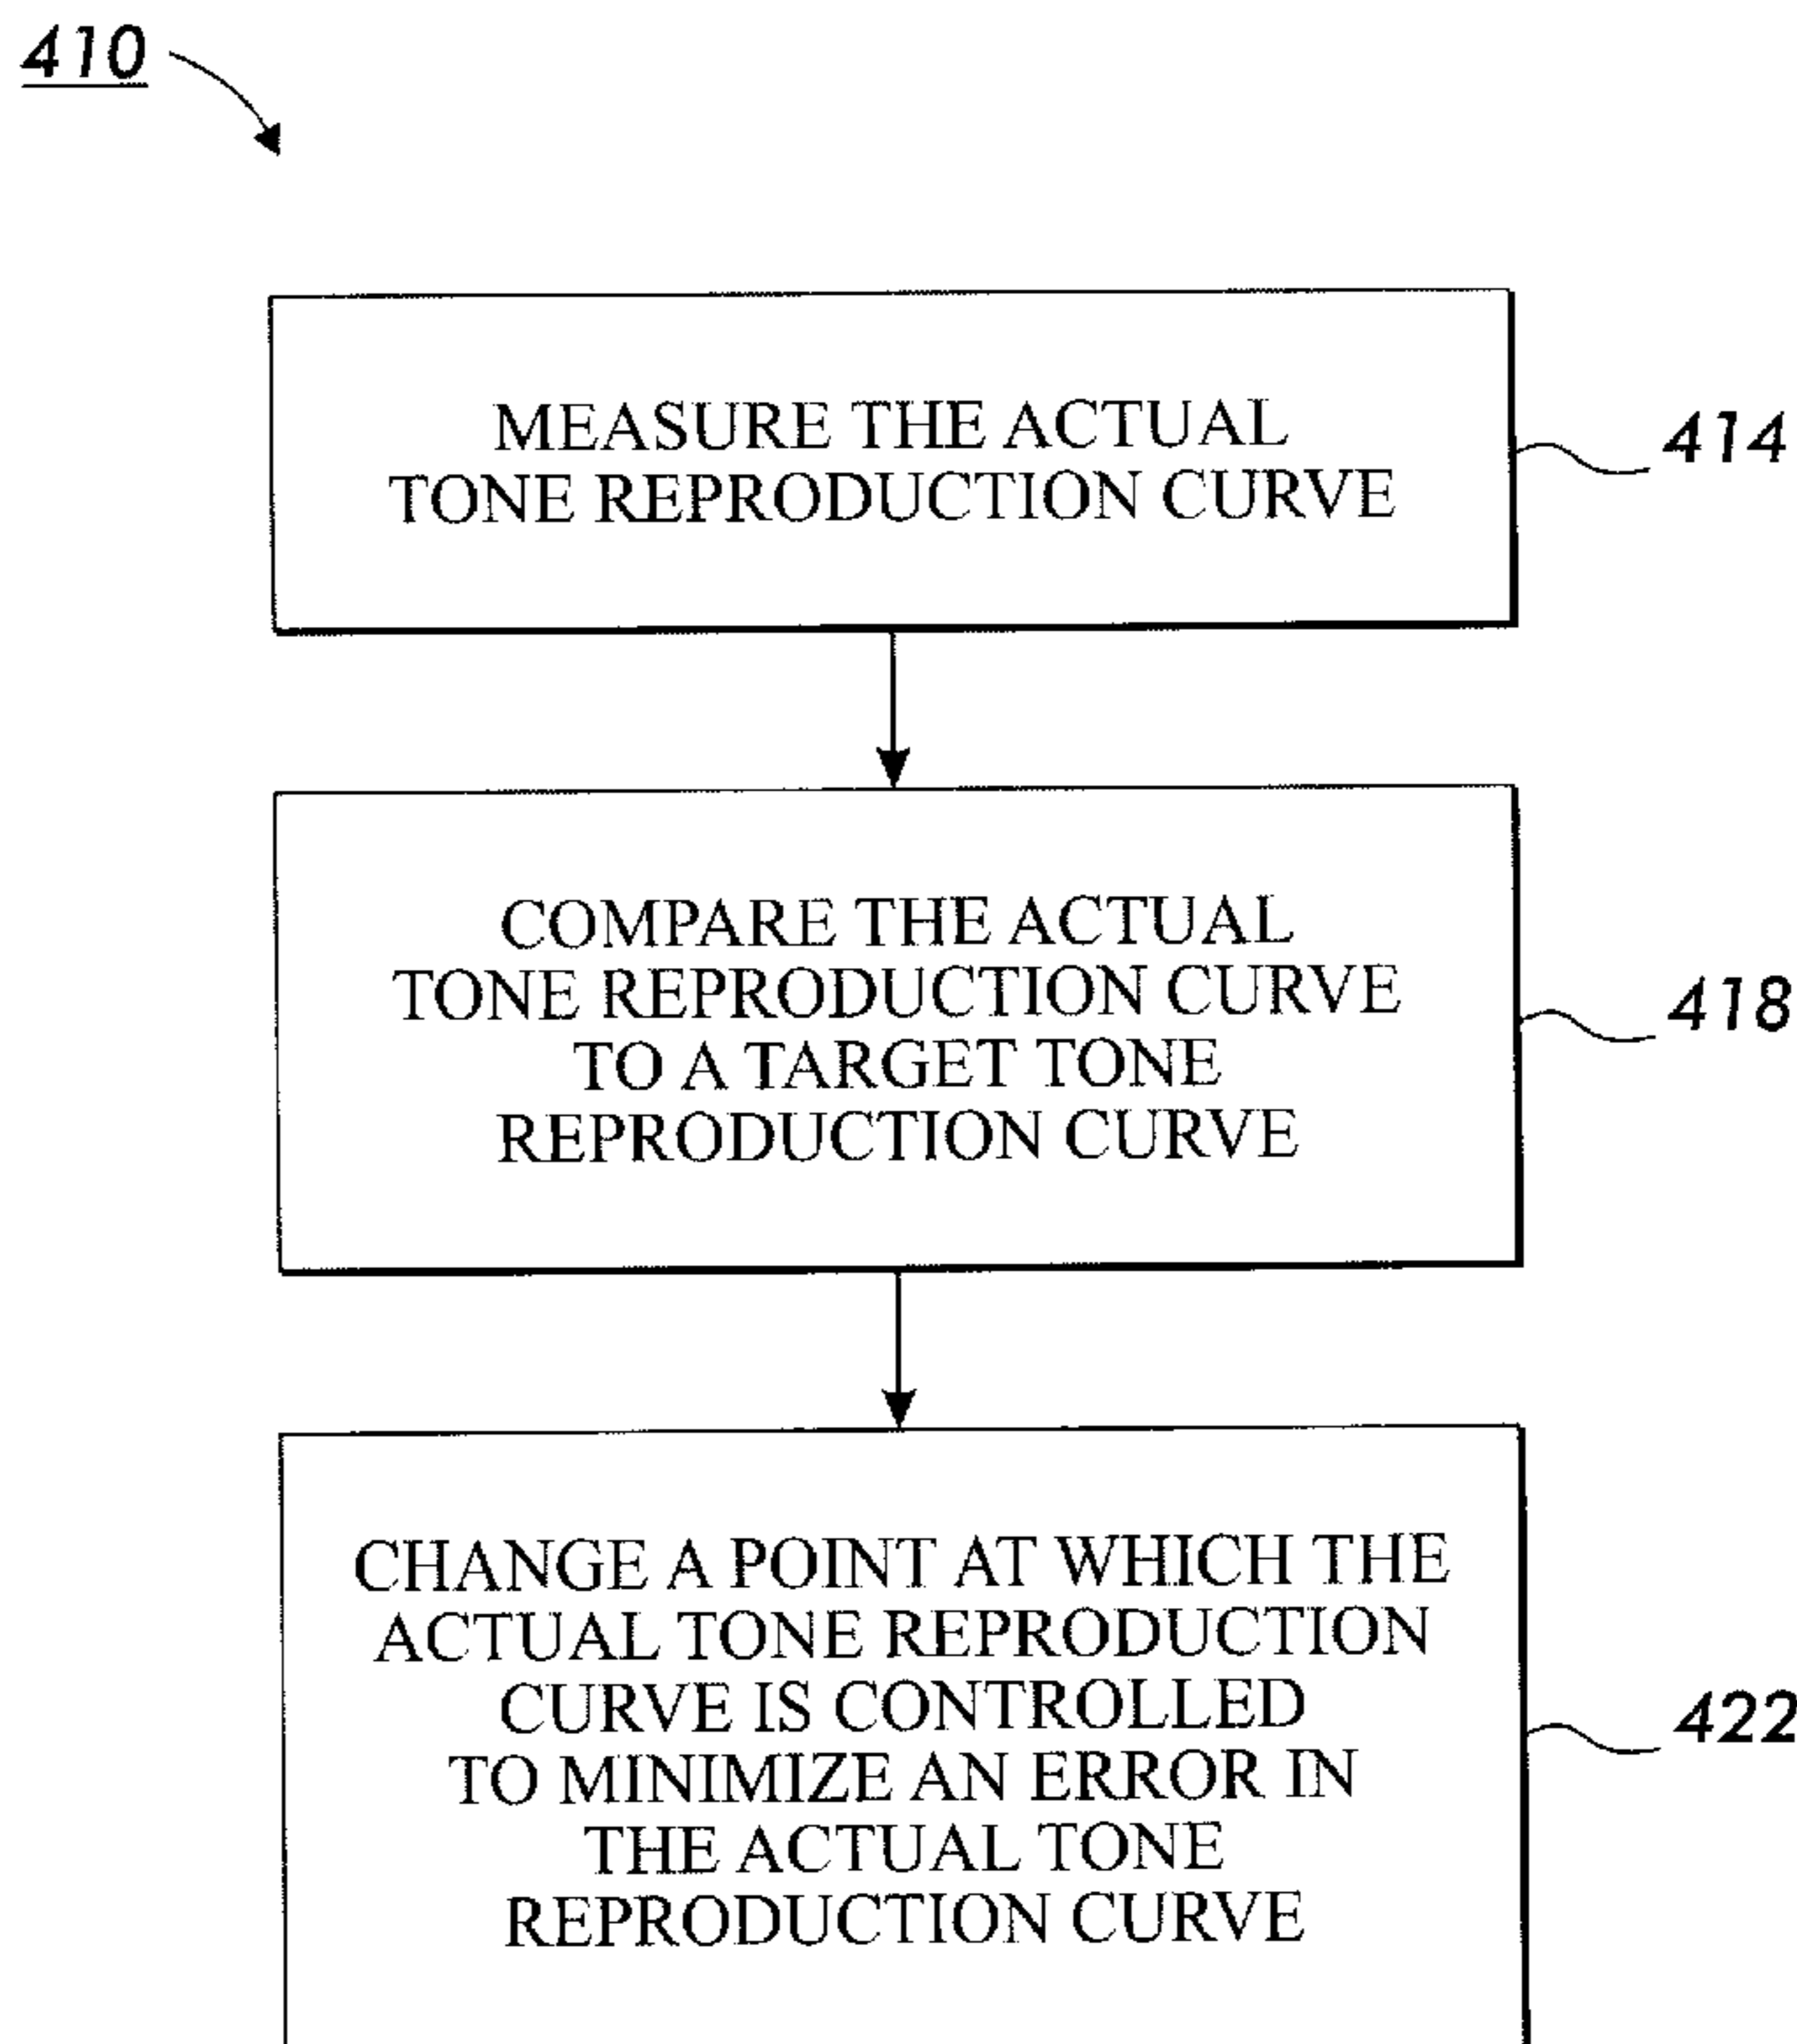 410
MEASURE THE ACTUAL
TONE REPRODUCTION CURVE
414
COMPARE THE ACTUAL
TONE REPRODUCTION CURVE
TO A TARGET TONE
REPRODUCTION CURVE
418
CHANGE A POINT AT WHICH THE
ACTUAL TONE REPRODUCTION
CURVE IS CONTROLLED
TO MINIMIZE AN ERROR IN
THE ACTUAL TONE
REPRODUCTION CURVE
422